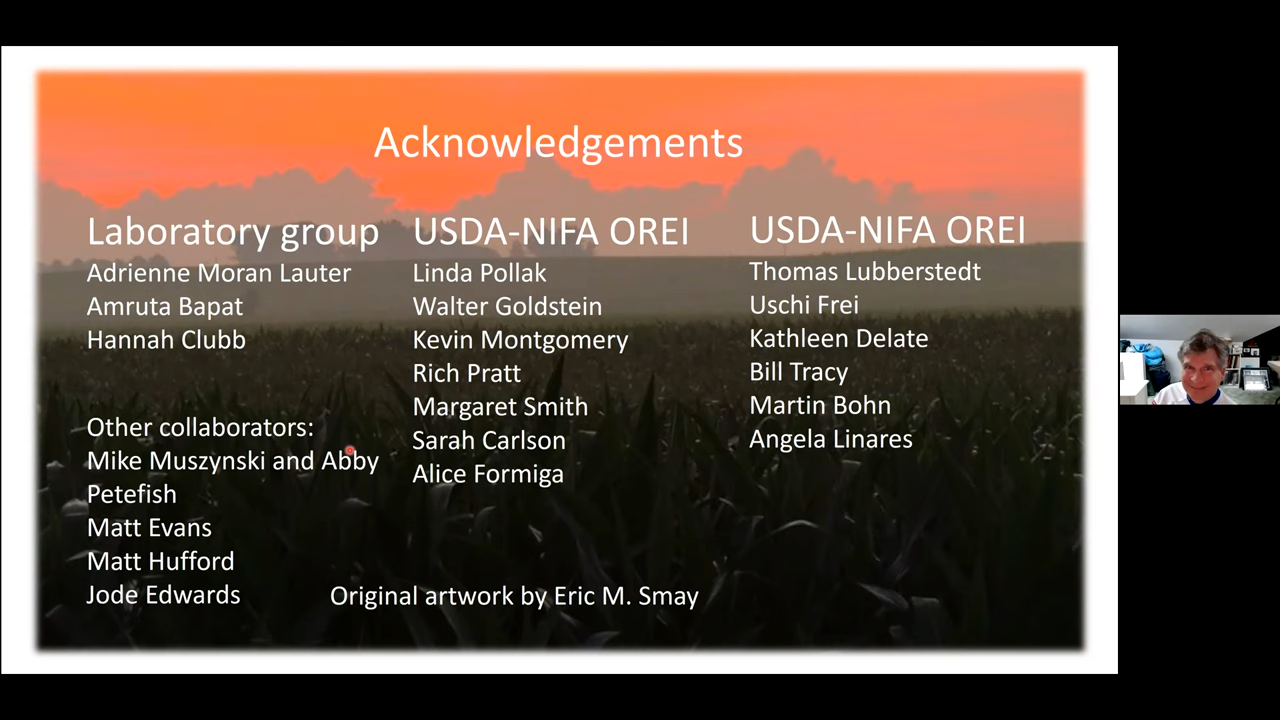 Acknowledgements
Laboratory group
Adrienne Moran Lauter
Amruta Bapat
Hannah Clubb
Other collaborators:
Mike Muszynski and Abby
Petefish
Matt Evans
Matt Hufford
Jode Edwards
USDA-NIFA OREI
Linda Pollak
Walter Goldstein
Kevin Montgomery
Rich Pratt
Margaret Smith
Sarah Carlson
Alice Formiga
USDA-NIFA OREI
Thomas Lubberstedt
Uschi Frei
Kathleen Delate
Bill Tracy
Martin Bohn
Angela Linares
Original artwork by Eric M. Smay